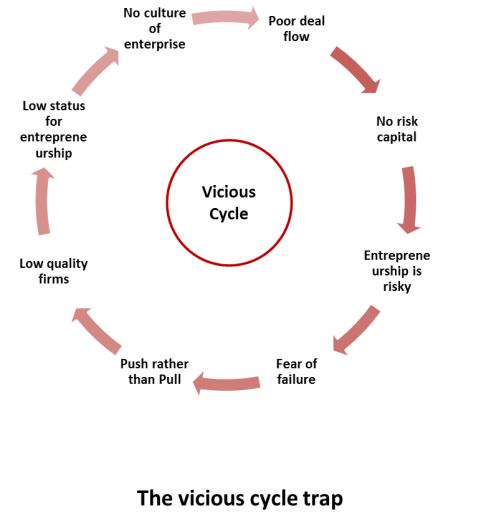 No culture
of
enterprise
Poor deal
flow
No risk
capital
Entreprene
urship is
risky
Fear of
failure
Push rather
than Pull
Low quality
firms
Low status
for
entreprene
urship
Vicious
Cycle
The vicious cycle trap